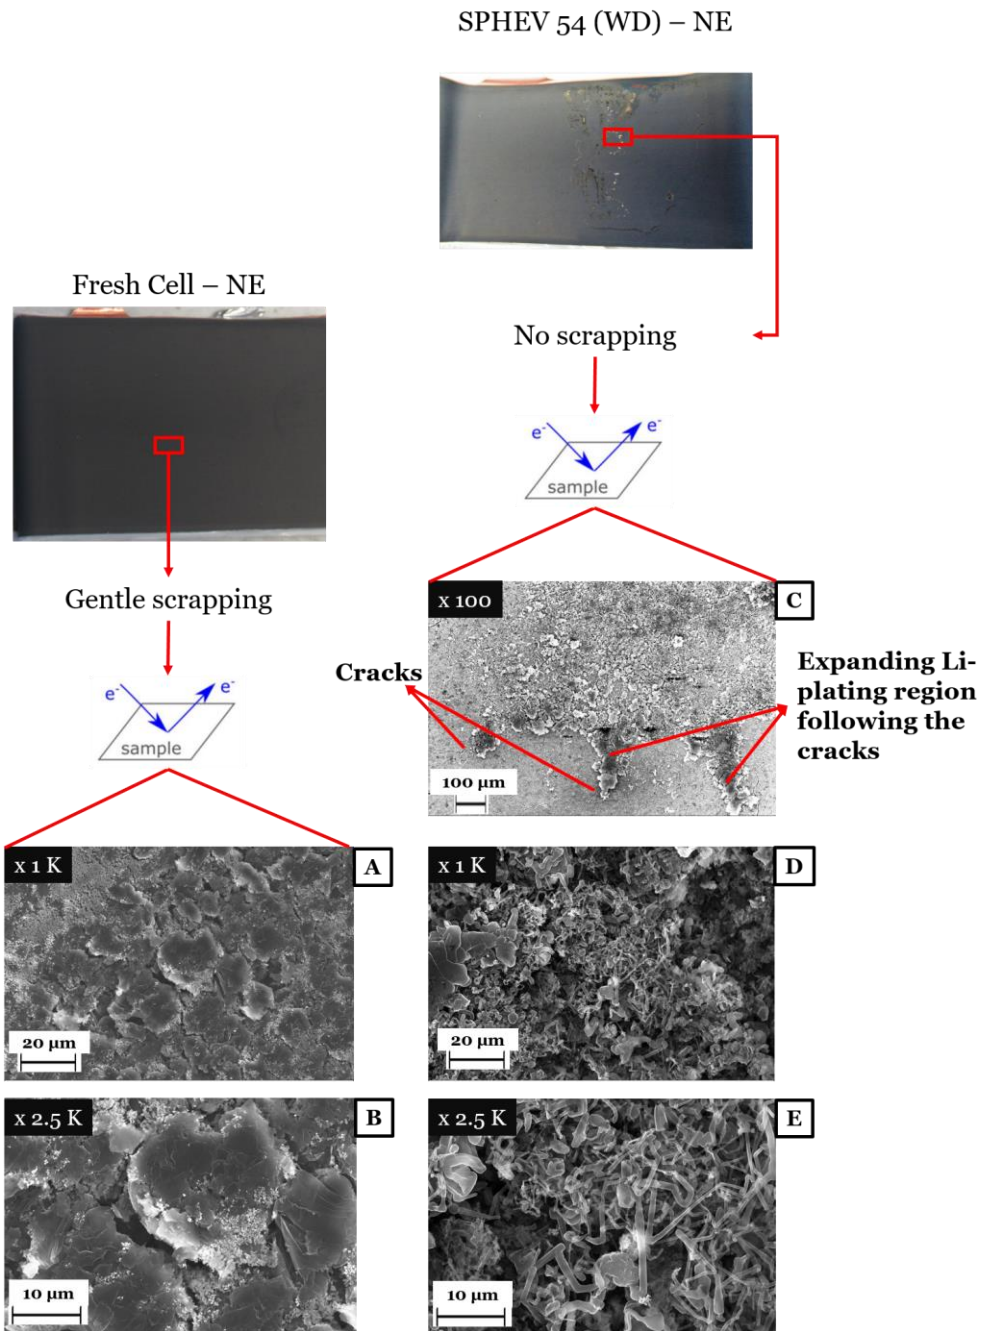 SPHEV 54 (WD) – NE
Fresh Cell – NE
No scrapping
e-
e-
sample
Gentle scrapping
e-
e-
sample
x 100
C
Cracks
Expanding Li-
plating region
following the
cracks
100 µm
x 1 K
A
20 µm
x 1 K
D
20 µm
x 2.5 K
B
10 µm
x 2.5 K
E
10 µm